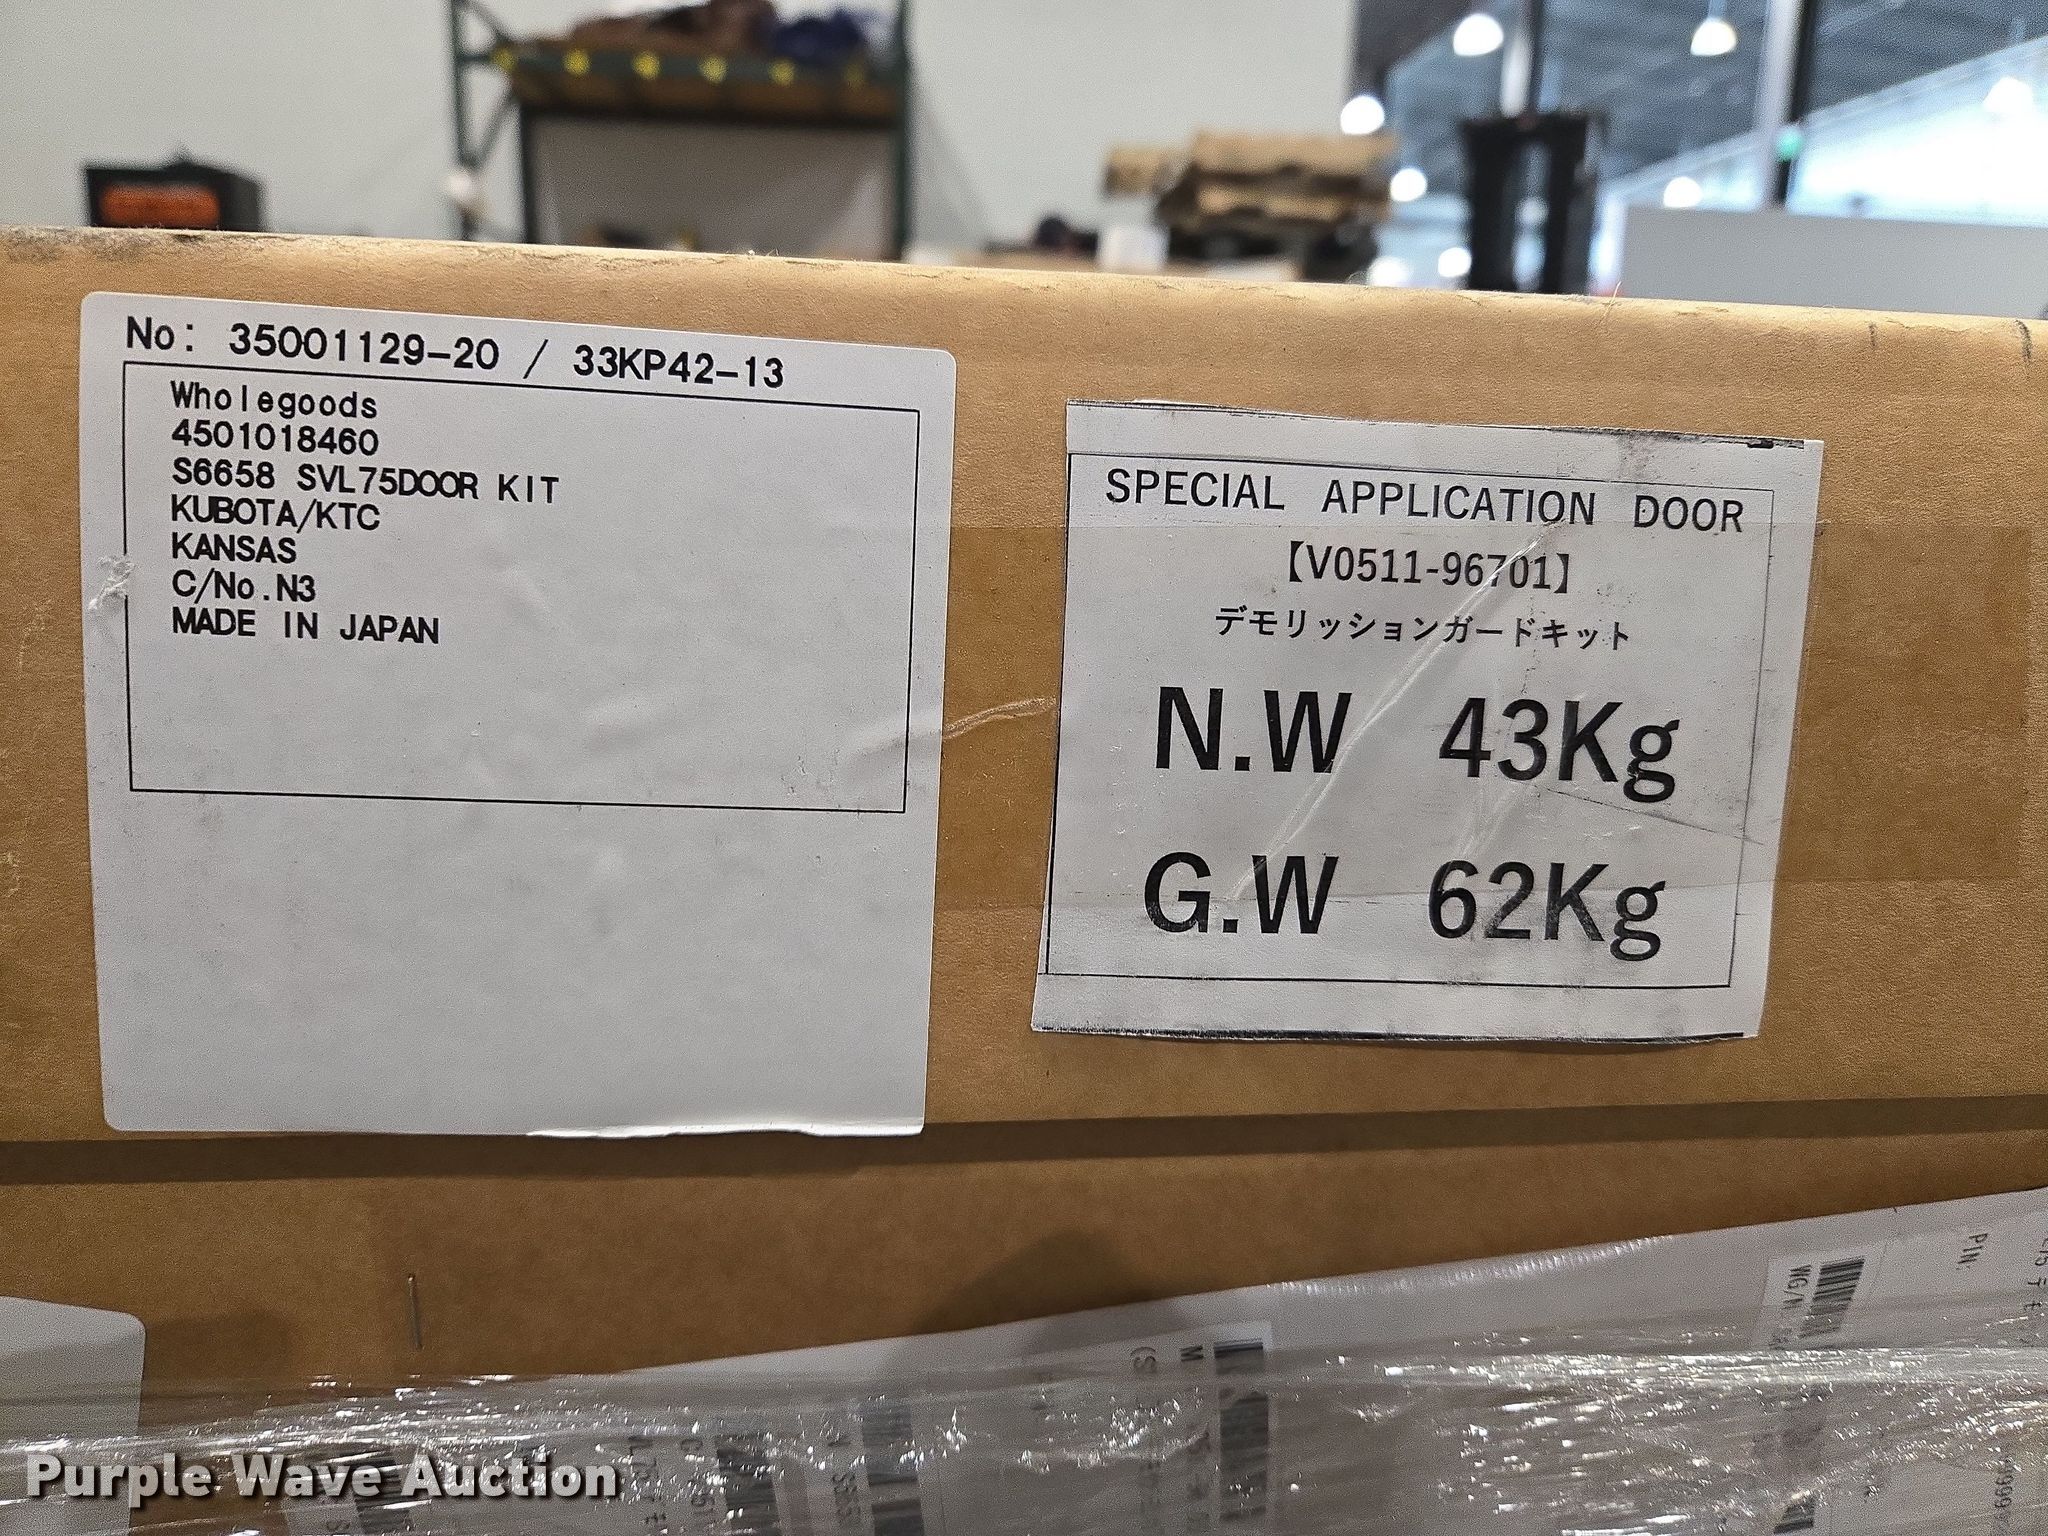 No: 35001129-20 / 33KP42-13
Wholegoods
4501018460
S6658 SVL75DOOR KIT
KUBOTA/KTC
KANSAS
C/No.N3
MADE IN JAPAN
SPECIAL APPLICATION DOOR
【V0511-96701】
デモリッションガードキット
N.W 43Kg
G.W 62Kg
PIN:
Purple Wave Auction